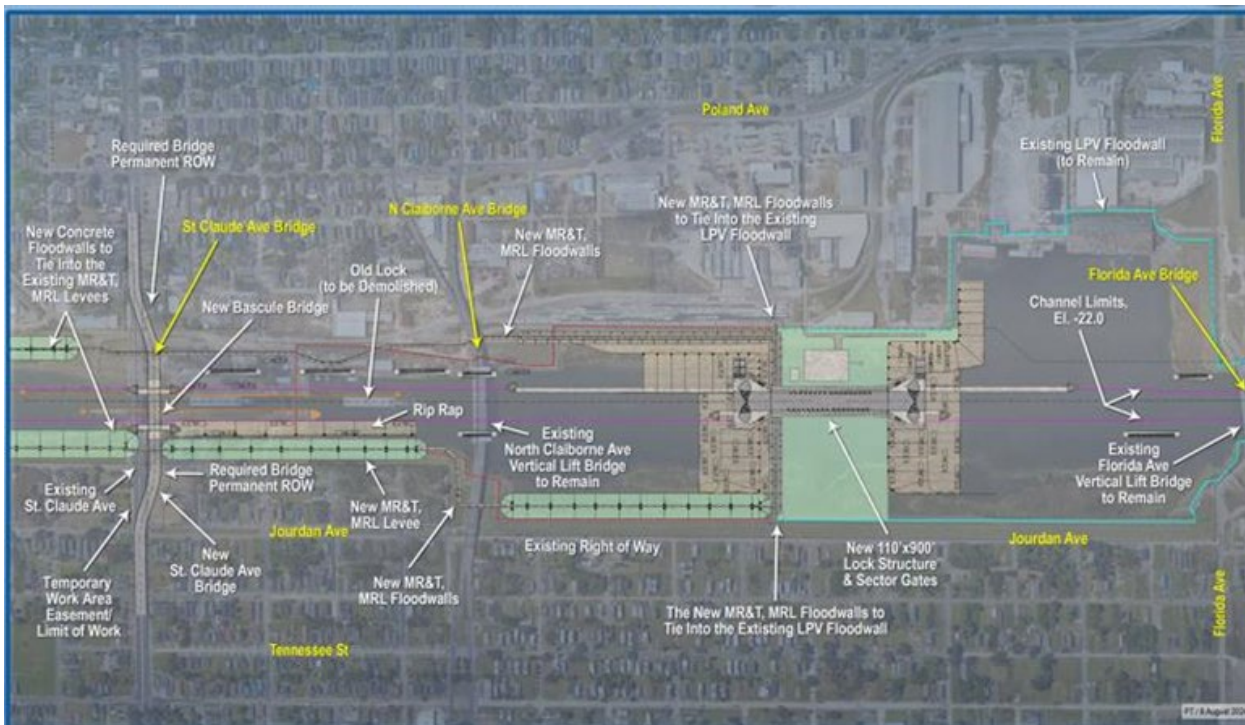 Poland Ave
Florida Ave
Required Bridge
Permanent ROW
Existing LPV Floodwall
(to Remain)
St Claude Ave Bridge
N Claiborne Ave Bridge
New MR&T, MRL Floodwalls
to Tie Into the Existing
LPV Floodwall
New Concrete
Floodwalls to
Tie Into the
Existing MR&T,
MRL Levees
New MR&T,
MRL Floodwalls
Old Lock
(to be Demolished)
New Bascule Bridge
Florida Ave Bridge
Channel Limits,
El. -22.0
Rip Rap
Existing
St. Claude Ave
Required Bridge
Permanent ROW
Existing
North Claiborne Ave
Vertical Lift Bridge
to Remain
Existing
Florida Ave
Vertical Lift Bridge
to Remain
New MR&T,
MRL Levee
Jourdan Ave
Existing Right of Way
Jourdan Ave
New
St. Claude Ave
Bridge
New 110'x900'
Lock Structure
& Sector Gates
Temporary
Work Area
Easement/
Limit of Work
New MR&T,
MRL Floodwalls
The New MR&T, MRL Floodwalls to
Tie Into the Extisting LPV Floodwall
Florida Ave
Tennessee St